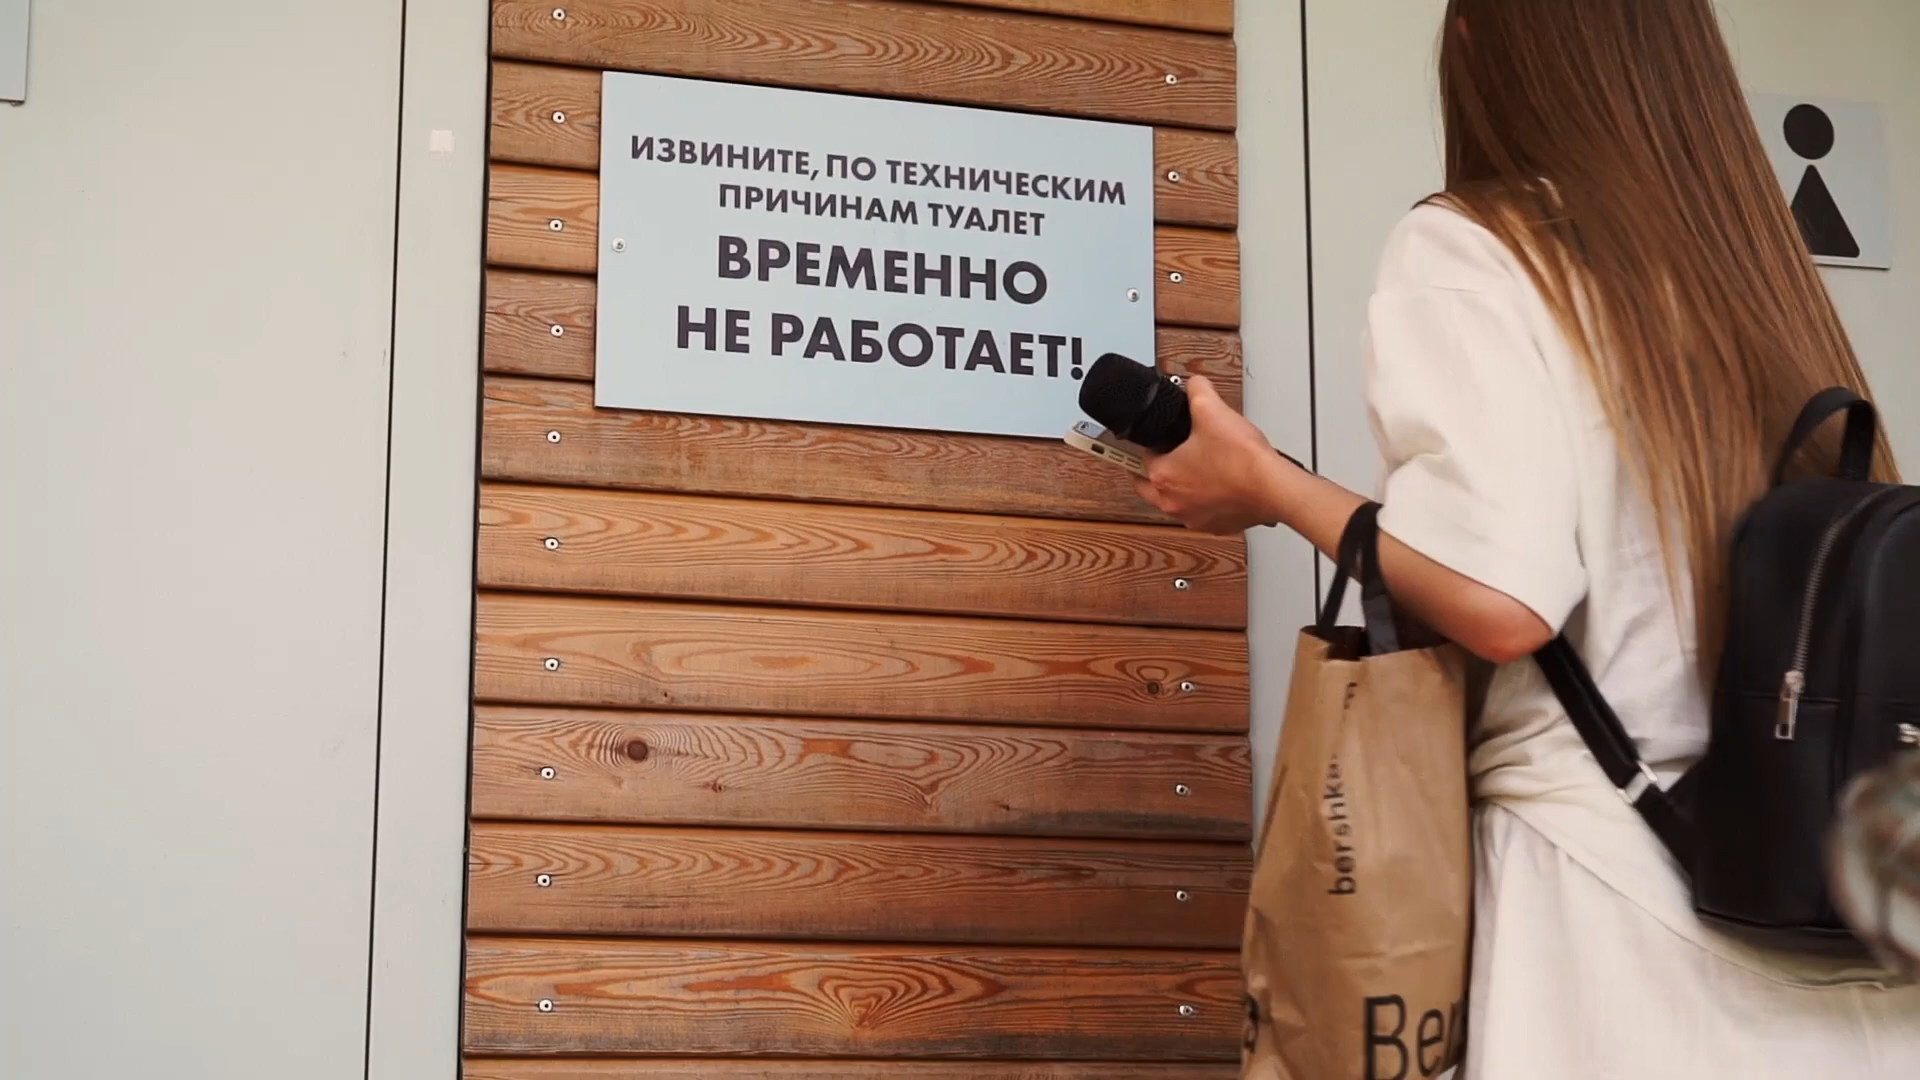 ИЗВИНИТЕ, ПО ТЕХНИЧЕСКИМ
ПРИЧИНАМ ТУАЛЕТ
ВРЕМЕННО
НЕ РАБОТАЕТ!
bershka